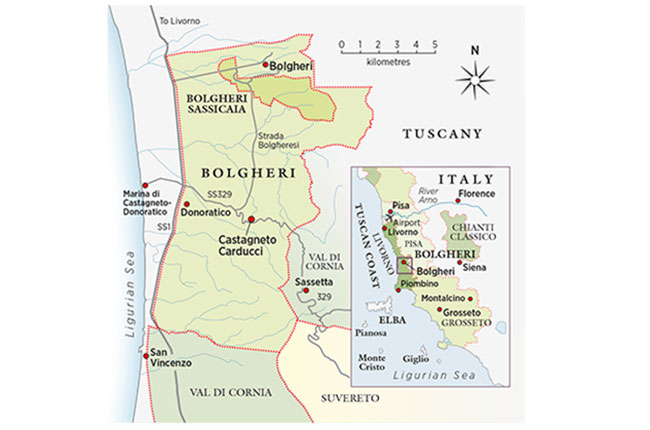 To Livorno
Bolgheri
0 1 2 3 4 5
kilometres
N
BOLGHERI
SASSICAIA
TUSCANY
Strada
Bolgheresi
BOLGHERI
Marina di
Castagneto-
Donoratico
SS329
Donoratico
SS1
Castagneto
Carducci
VAL DI
CORNIA
Sassetta
329
Ligurian Sea
San
Vincenzo
VAL DI CORNIA
SUVERETO
ITALY
River
Arno
Florence
Pisa
Airport
Livorno
CHIANTI
CLASSICO
PISA
LIVORNO
TUSCAN COAST
BOLGHERI
Bolgheri
Siena
Piombino
Montalcino
ELBA
Grosseto
GROSSETO
Pianosa
Monte
Cristo
Giglio
Ligurian Sea